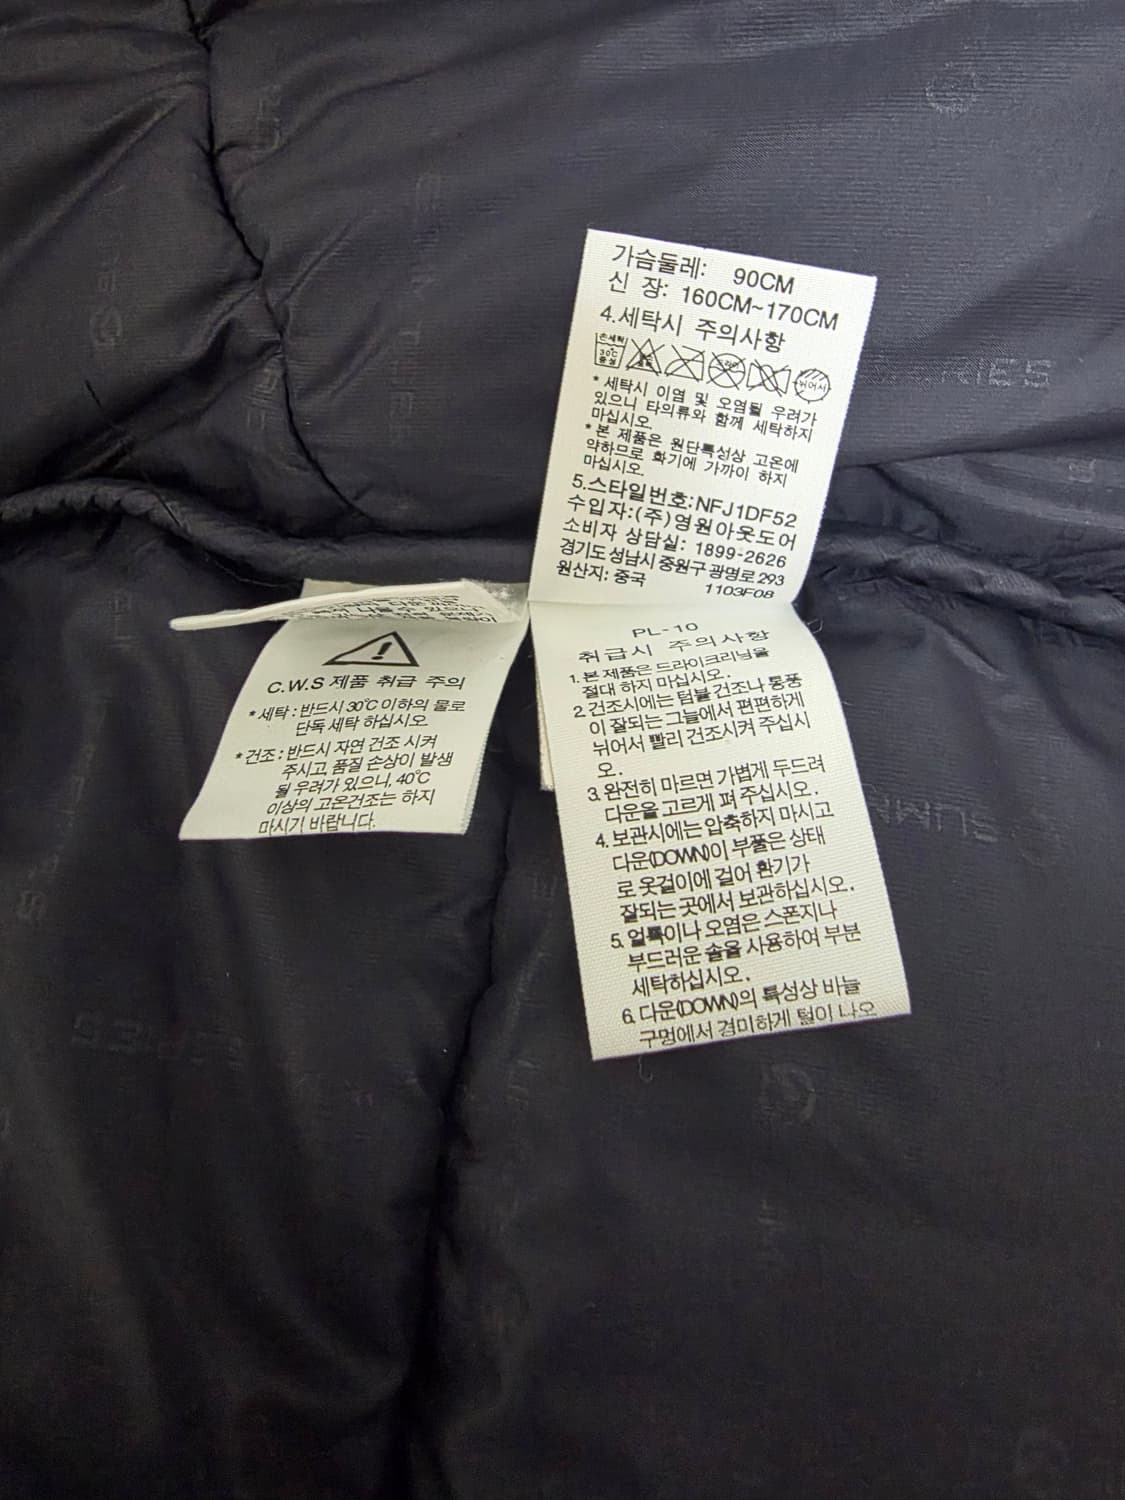 가슴둘레: 90CM
신 장: 160CM~170CM
4.세탁시 주의사항
손세탁
30℃
중성
드라이
뉘어서
*세탁시 이염 및 오염될 우려가
있으니 타의류와 함께 세탁하지
마십시오.
*본 제품은 원단특성상 고온에
약하므로 화기에 가까이 하지
마십시오.
5.스타일번호:NFJ1DF52
수입자:(주)영원아웃도어
소비자 상담실: 1899-2626
경기도성남시중원구광명로293
원산지: 중국 1103F08
PL-10
취급시 주의사항
1.본 제품은 드라이크리닝을
절대 하지 마십시오.
2.건조시에는 텀블 건조나 통풍
이 잘되는 그늘에서 편편하게
뉘어서 빨리 건조시켜 주십시
오.
3.완전히 마르면 가볍게 두드려
다운을 고르게 펴 주십시오.
4.보관시에는 압축하지 마시고
다운(DOWN)이 부풀은 상태
로 옷걸이에 걸어 환기가
잘되는 곳에서 보관하십시오.
5.얼룩이나 오염은 스폰지나
부드러운 솔을 사용하여 부분
세탁하십시오.
6.다운(DOWN)의 특성상 바늘
구멍에서 경미하게 털이 나오
C.W.S 제품 취급 주의
*세탁 : 반드시 30℃ 이하의 물로
단독 세탁 하십시오.
*건조 : 반드시 자연 건조 시켜
주시고, 품질 손상이 발생
될 우려가 있으니, 40℃
이상의 고온건조는 하지
마시기 바랍니다.
SUMM
RIES